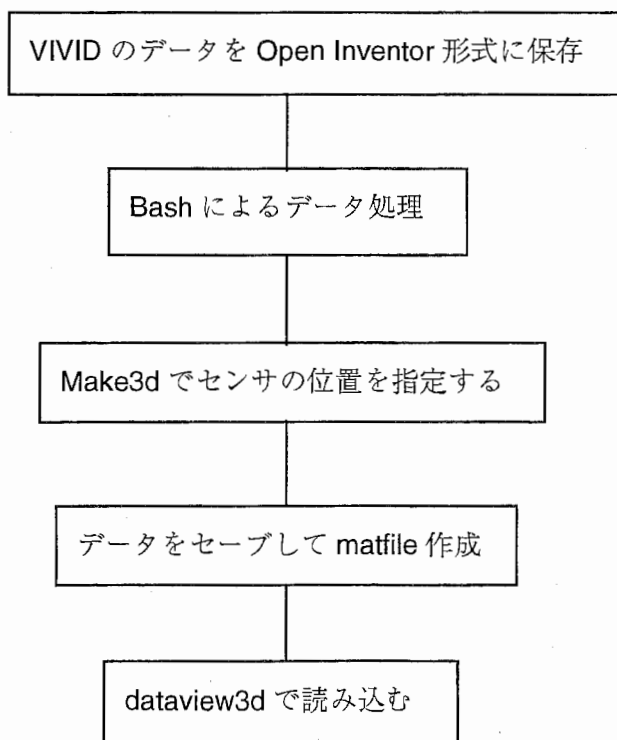 VIVID のデータを Open Inventor 形式に保存
Bash によるデータ処理
Make3d でセンサの位置を指定する
データをセーブして matfile 作成
dataview3d で読み込む